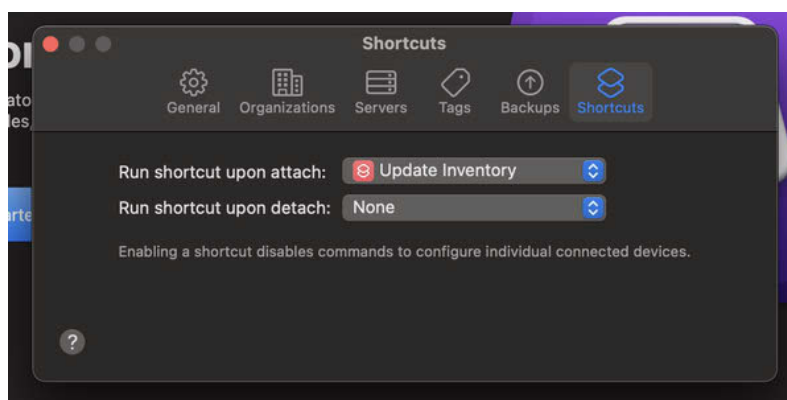 Shortcuts
General Organizations Servers Tags Backups Shortcuts
Run shortcut upon attach: Update Inventory
Run shortcut upon detach: None
Enabling a shortcut disables commands to configure individual connected devices.
?